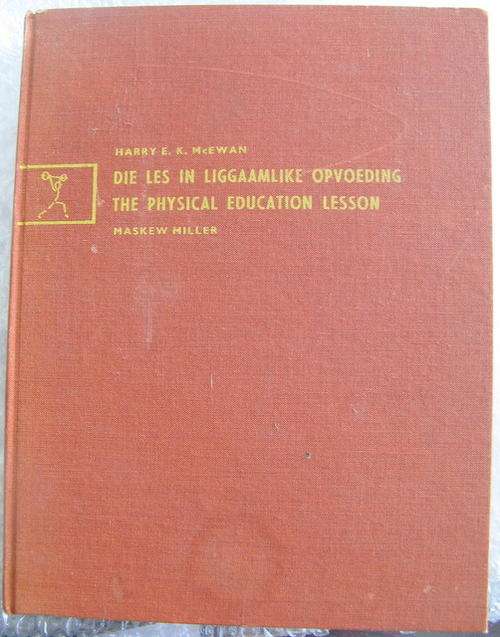 HARRY E. K. McEWAN
DIE LES IN LIGGAAMLIKE OPVOEDING
THE PHYSICAL EDUCATION LESSON
MASKEW MILLER